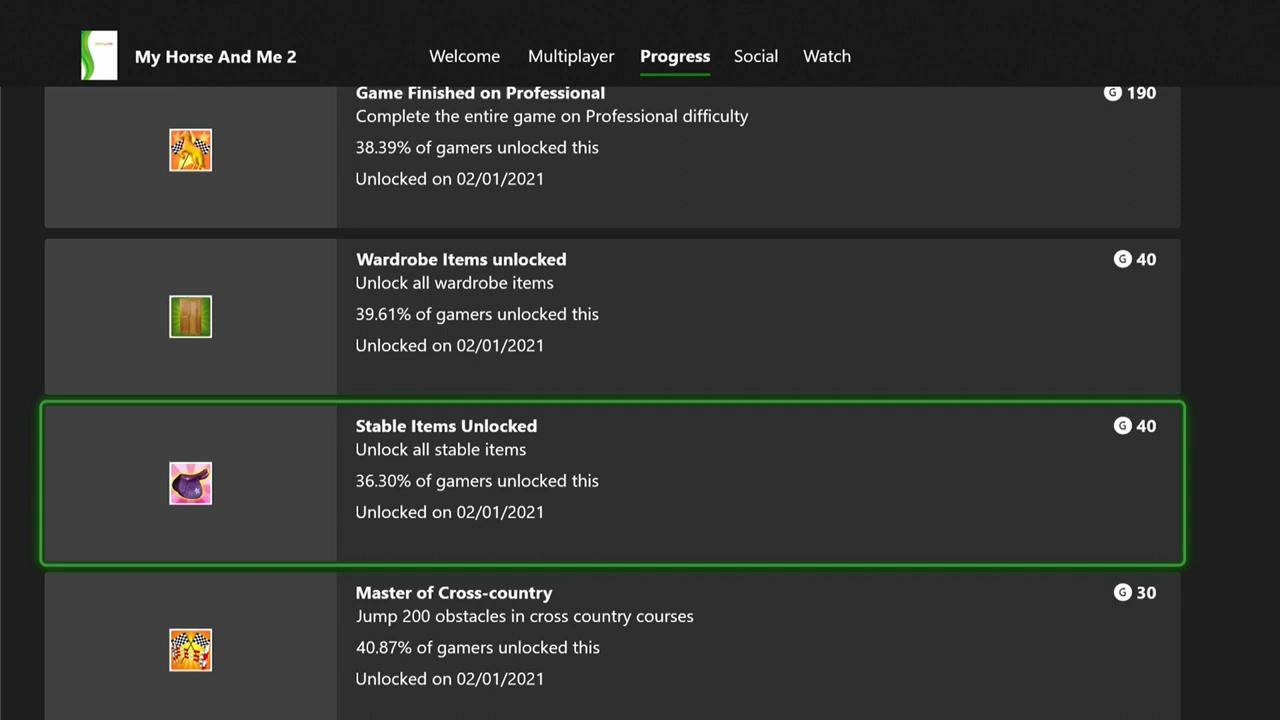 My Horse And Me 2
Welcome
Multiplayer
Progress
Social
Watch
Game Finished on Professional
G 190
Complete the entire game on Professional difficulty
38.39% of gamers unlocked this
Unlocked on 02/01/2021
Wardrobe Items unlocked
G 40
Unlock all wardrobe items
39.61% of gamers unlocked this
Unlocked on 02/01/2021
Stable Items Unlocked
G 40
Unlock all stable items
36.30% of gamers unlocked this
Unlocked on 02/01/2021
Master of Cross-country
G 30
Jump 200 obstacles in cross country courses
40.87% of gamers unlocked this
Unlocked on 02/01/2021